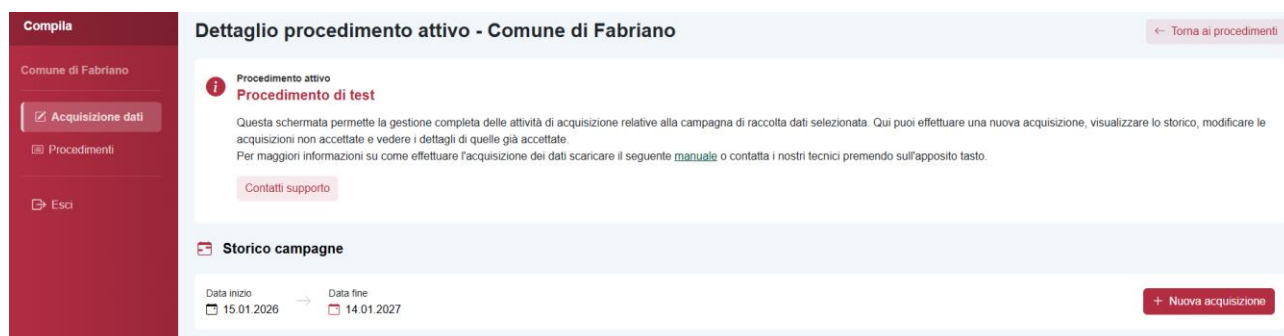 Compila
Comune di Fabriano
Acquisizione dati
Procedimenti
Esci
Dettaglio procedimento attivo - Comune di Fabriano
← Torna ai procedimenti
Procedimento attivo
Procedimento di test
Questa schermata permette la gestione completa delle attività di acquisizione relative alla campagna di raccolta dati selezionata. Qui puoi effettuare una nuova acquisizione, visualizzare lo storico, modificare le
acquisizioni non accettate e vedere i dettagli di quelle già accettate.
Per maggiori informazioni su come effettuare l'acquisizione dei dati scaricare il seguente manuale o contatta i nostri tecnici premendo sull'apposito tasto.
Contatti supporto
Storico campagne
Data inizio → Data fine
15.01.2026 14.01.2027
+ Nuova acquisizione